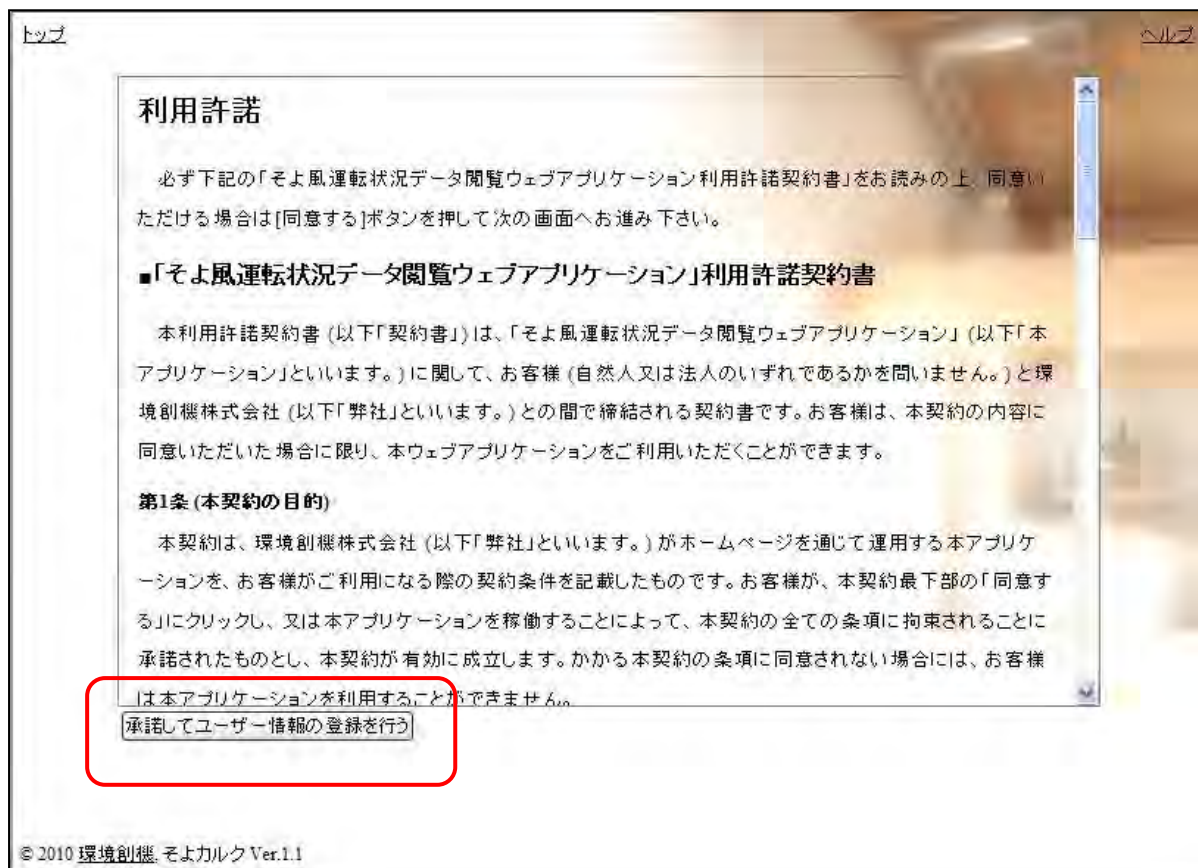 トップ
ヘルプ
利用許諾
必ず下記の「そよ風運転状況データ閲覧ウェブアプリケーション利用許諾契約書」をお読みの上、同意い
ただける場合は[同意する]ボタンを押して次の画面へお進み下さい。
■「そよ風運転状況データ閲覧ウェブアプリケーション」利用許諾契約書
本利用許諾契約書 (以下「契約書」)は、「そよ風運転状況データ閲覧ウェブアプリケーション」 (以下「本
アプリケーション」といいます。)に関して、お客様 (自然人又は法人のいずれであるかを問いません。)と環
境創機株式会社 (以下「弊社」といいます。)との間で締結される契約書です。お客様は、本契約の内容に
同意いただいた場合に限り、本ウェブアプリケーションをご利用いただくことができます。
第1条 (本契約の目的)
本契約は、環境創機株式会社 (以下「弊社」といいます。) がホームページを通じて運用する本アプリケ
ーションを、お客様がご利用になる際の契約条件を記載したものです。お客様が、本契約最下部の「同意す
る」にクリックし、又は本アプリケーションを稼働することによって、本契約の全ての条項に拘束されることに
承諾されたものとし、本契約が有効に成立します。かかる本契約の条項に同意されない場合には、お客様
は本アプリケーションを利用することができません。
承諾してユーザー情報の登録を行う
© 2010 環境創機. そよカルク Ver.1.1